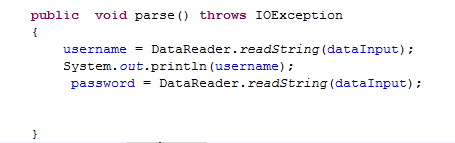 public  void parse() throws IOException
{
    username = DataReader.readString(dataInput);
    System.out.println(username);
     password = DataReader.readString(dataInput);
}